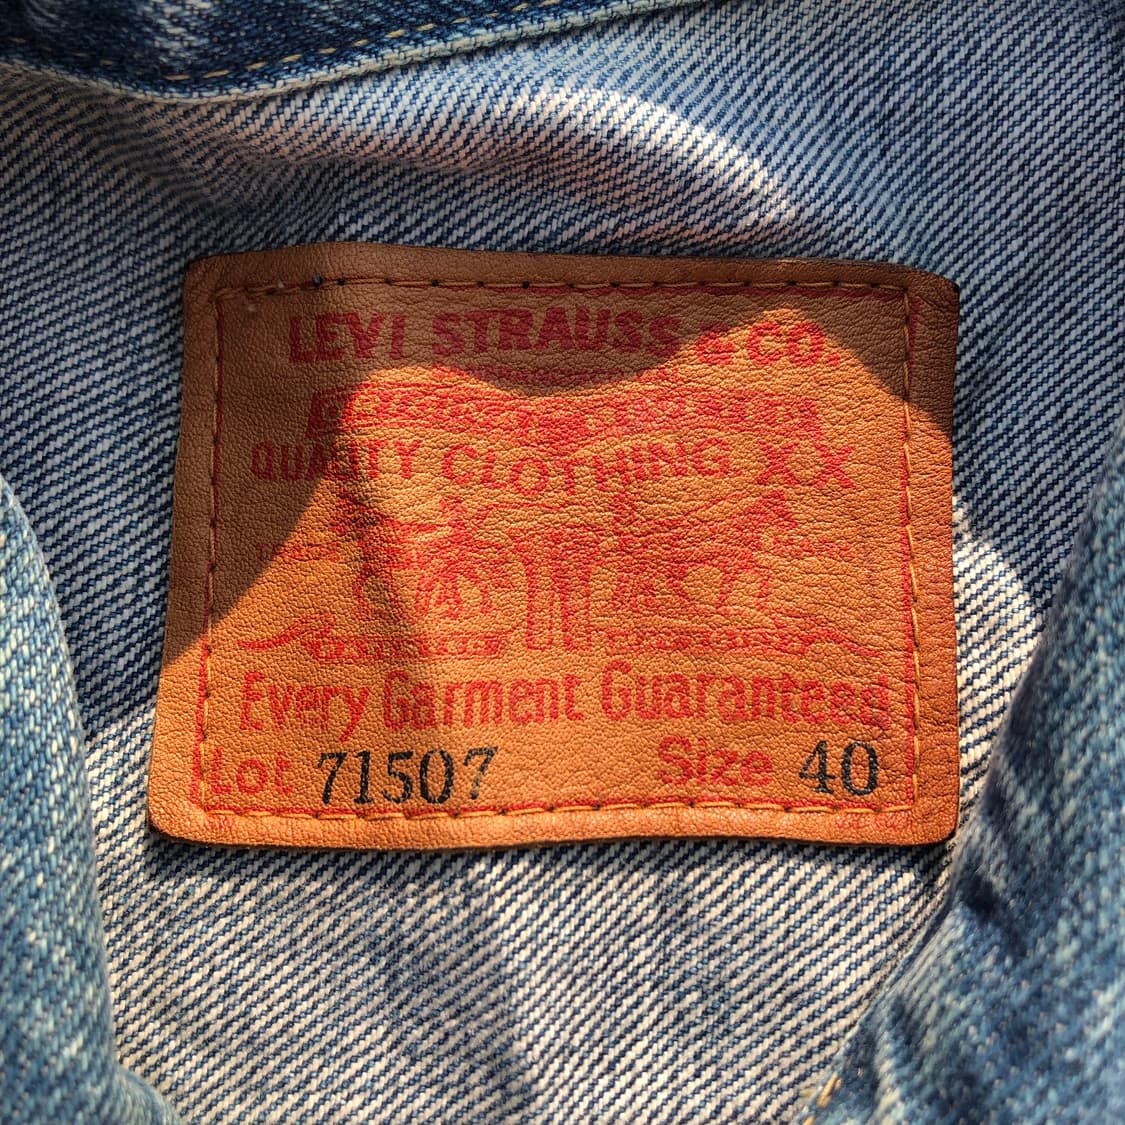 LEVI STRAUSS & CO.
QUALITY CLOTHING XX
Every Garment Guaranteed
Lot 71507 Size 40